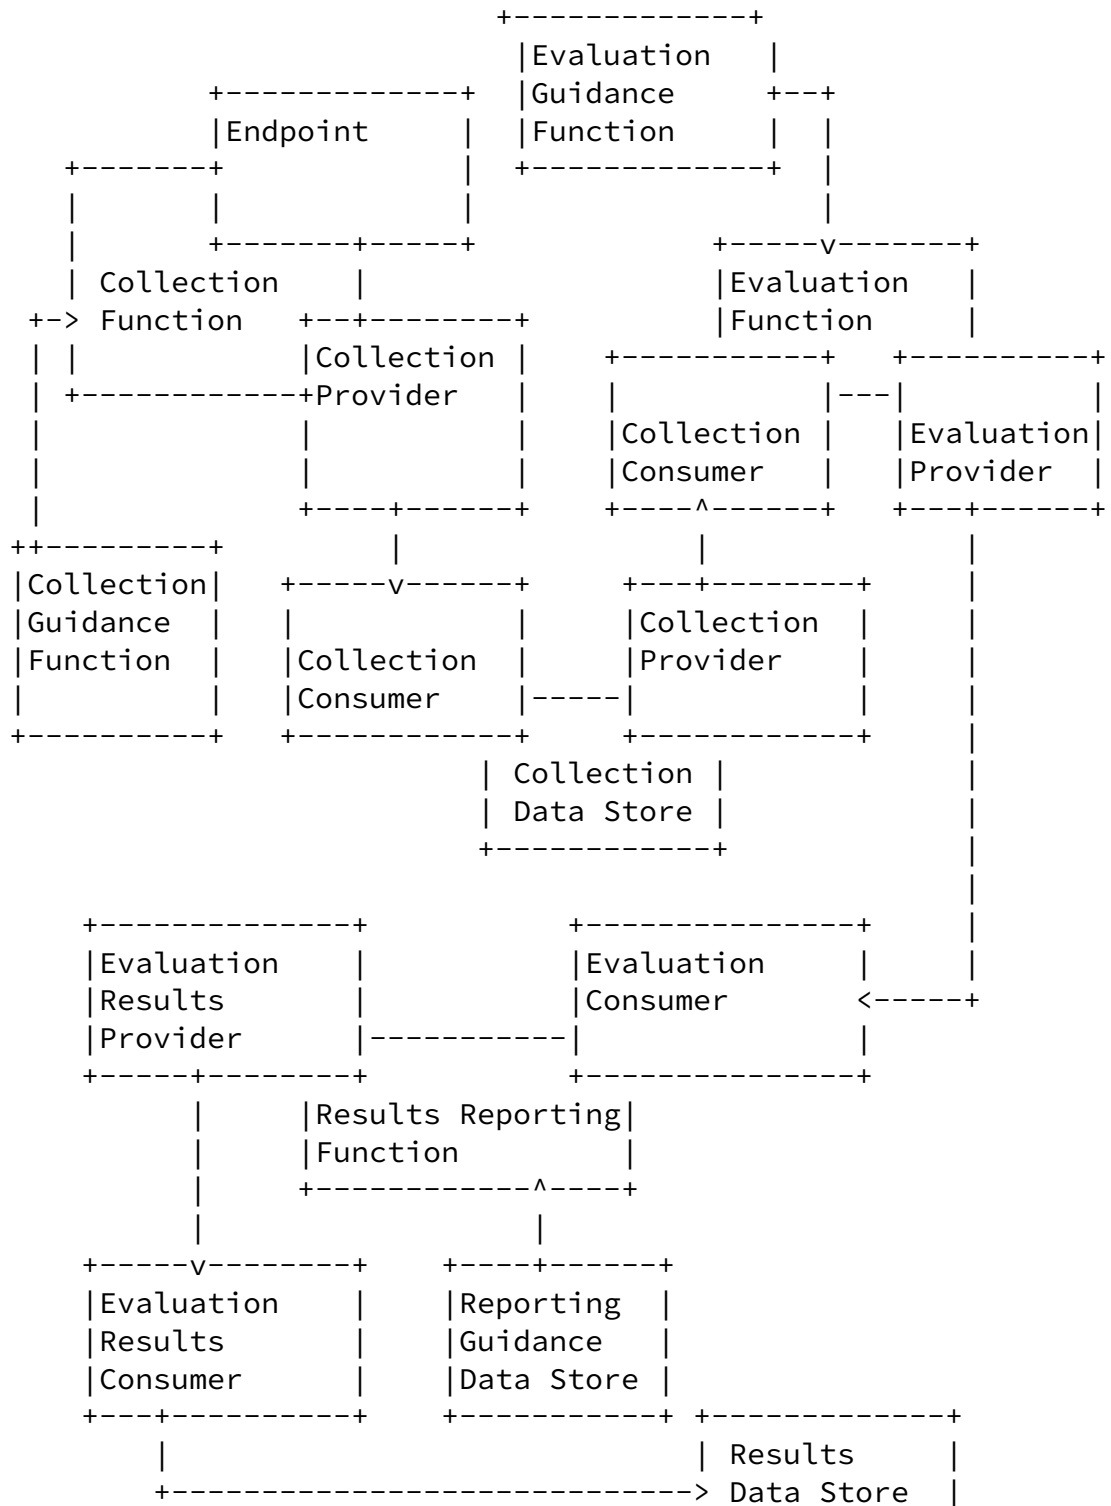 Evaluation
Guidance
Function
Endpoint
Collection
Function
Evaluation
Function
Collection
Provider
Collection
Consumer
Evaluation
Provider
Collection
Guidance
Function
Collection
Consumer
Collection
Provider
Collection
Data Store
Evaluation
Results
Provider
Evaluation
Consumer
Results Reporting
Function
Evaluation
Results
Consumer
Reporting
Guidance
Data Store
Results
Data Store